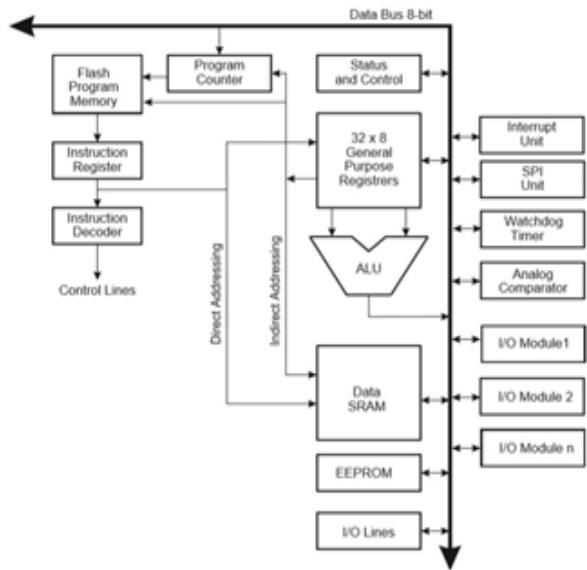 Data Bus 8-bit
Flash
Program
Memory
Program
Counter
Status
and Control
Instruction
Register
32 x 8
General
Purpose
Registrers
Interrupt
Unit
SPI
Unit
Instruction
Decoder
Watchdog
Timer
Control Lines
Direct Addressing
Indirect Addressing
ALU
Analog
Comparator
I/O Module1
Data
SRAM
I/O Module 2
EEPROM
I/O Module n
I/O Lines